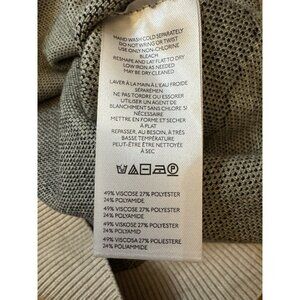 HAND WASH COLD SEPARATELY
DO NOT WRING OR TWIST
USE ONLY NON-CHLORINE
BLEACH
RESHAPE AND LAY FLAT TO DRY
LOW IRON AS NEEDED
MAY BE DRY CLEANED
LAVER À LA MAIN À L'EAU FROIDE
SÉPARÉMENT
NE PAS TORDRE OU ESSORER
UTILISER UN AGENT DE
BLANCHIMENT SANS CHLORE SI
NÉCESSAIRE
METTRE EN FORME ET SÉCHER
À PLAT
REPASSER, AU BESOIN, À TRÈS
BASSE TEMPÉRATURE
PEUT-ÊTRE ÊTRE NETTOYÉE
À SEC
49% VISCOSE 27% POLYESTER
24% POLYAMIDE
49% VISCOSE 27% POLYESTER
24% POLYAMIDE
49% VISKOSE 27% POLYESTER
24% POLYAMID
49% VISCOSA 27% POLIESTERE
24% POLIAMMIDE